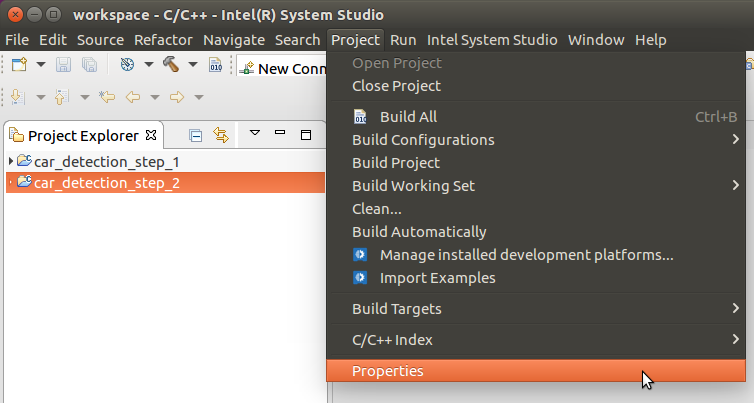 workspace - C/C++ - Intel(R) System Studio
File Edit Source Refactor Navigate Search Project Run Intel System Studio Window Help
Open Project
New Conn
Close Project
Build All Ctrl+B
Project Explorer
Build Configurations
car_detection_step_1
Build Project
car_detection_step_2
Build Working Set
Clean...
Build Automatically
Manage installed development platforms...
Import Examples
Build Targets
C/C++ Index
Properties